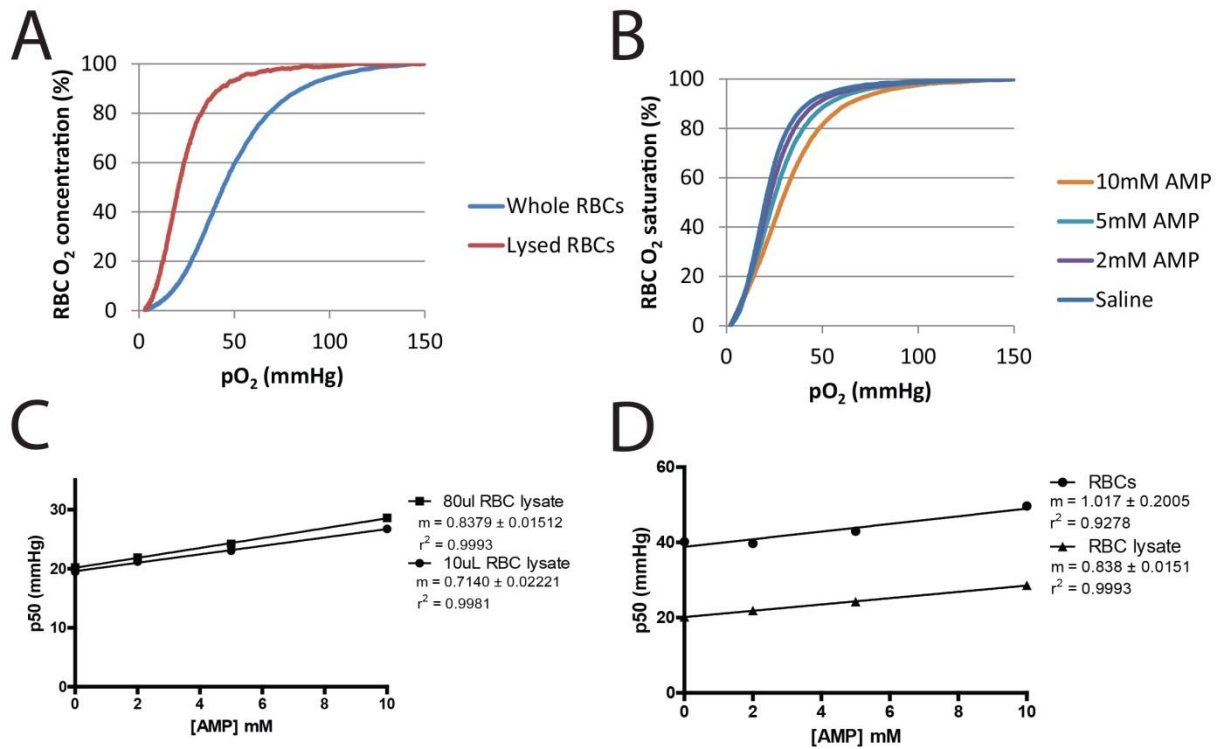 A
RBC O2 concentration (%)
100
80
60
40
20
0
0 50 100 150
pO2 (mmHg)
Whole RBCs
Lysed RBCs
B
RBC O2 saturation (%)
100
80
60
40
20
0
0 50 100 150
pO2 (mmHg)
10mM AMP
5mM AMP
2mM AMP
Saline
C
p50 (mmHg)
30
20
10
0
0 2 4 6 8 10
[AMP] mM
80ul RBC lysate
m = 0.8379 ± 0.01512
r² = 0.9993
10uL RBC lysate
m = 0.7140 ± 0.02221
r² = 0.9981
D
p50 (mmHg)
60
40
20
0
0 2 4 6 8 10
[AMP] mM
RBCs
m = 1.017 ± 0.2005
r² = 0.9278
RBC lysate
m = 0.838 ± 0.0151
r² = 0.9993